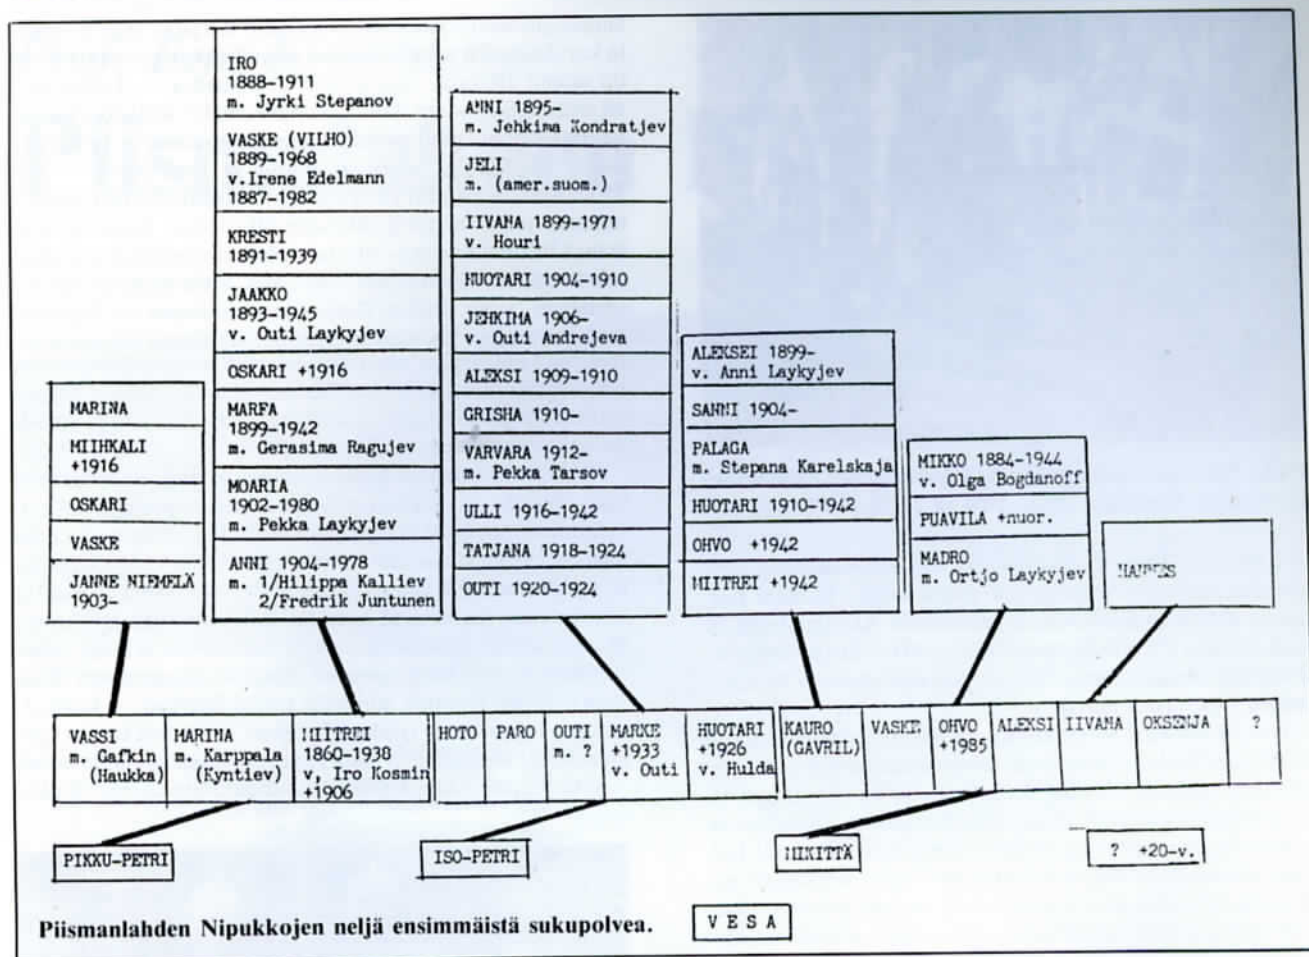 IRO
1888-1911
m. Jyrki Stepanov
VASKE (VILHO)
1889-1968
v.Irene Edelmann
1887-1982
KRESTI
1891-1939
JAAKKO
1893-1945
v. Outi Laykyjev
OSKARI +1916
MARFA
1899-1942
m. Gerasima Ragujev
MOARIA
1902-1980
m. Pekka Laykyjev
ANNI 1904-1978
m. 1/Hilippa Kalliev
2/Fredrik Juntunen
ANNI 1895-
m. Jehkima Kondratjev
JELI
m. (amer.suom.)
IIVANA 1899-1971
v. Houri
HUOTARI 1904-1910
JEHKIMA 1906-
v. Outi Andrejeva
ALEKSI 1909-1910
GRISHA 1910-
VARVARA 1912-
m. Pekka Tarsov
ULLI 1916-1942
TATJANA 1918-1924
OUTI 1920-1924
ALEKSEI 1899-
v. Anni Laykyjev
SANNI 1904-
PALAGA
m. Stepana Karelskaja
HUOTARI 1910-1942
OHVO +1942
MIITREI +1942
MARINA
MIIHKALI
+1916
OSKARI
VASKE
JANNE NIEMELÄ
1903-
MIKKO 1884-1944
v. Olga Bogdanoff
PUAVILA +nuor.
MADRO
m. Ortjo Laykyjev
VASSI
m. Gafkin
(Haukka)
MARINA
m. Karppala
(Kyntiev)
MIITREI
1860-1938
v, Iro Kosmin
+1906
HOTO
PARO
OUTI
m. ?
MARKE
+1933
v. Outi
HUOTARI
+1926
v. Hulda
KAURO
(GAVRIL)
VASKE
OHVO
+1985
ALEKSI
IIVANA
OKSENJA
?
PIKKU-PETRI
ISO-PETRI
MIKITTÄ
? +20-v.
Piismanlahden Nipukkojen neljä ensimmäistä sukupolvea.
VESA